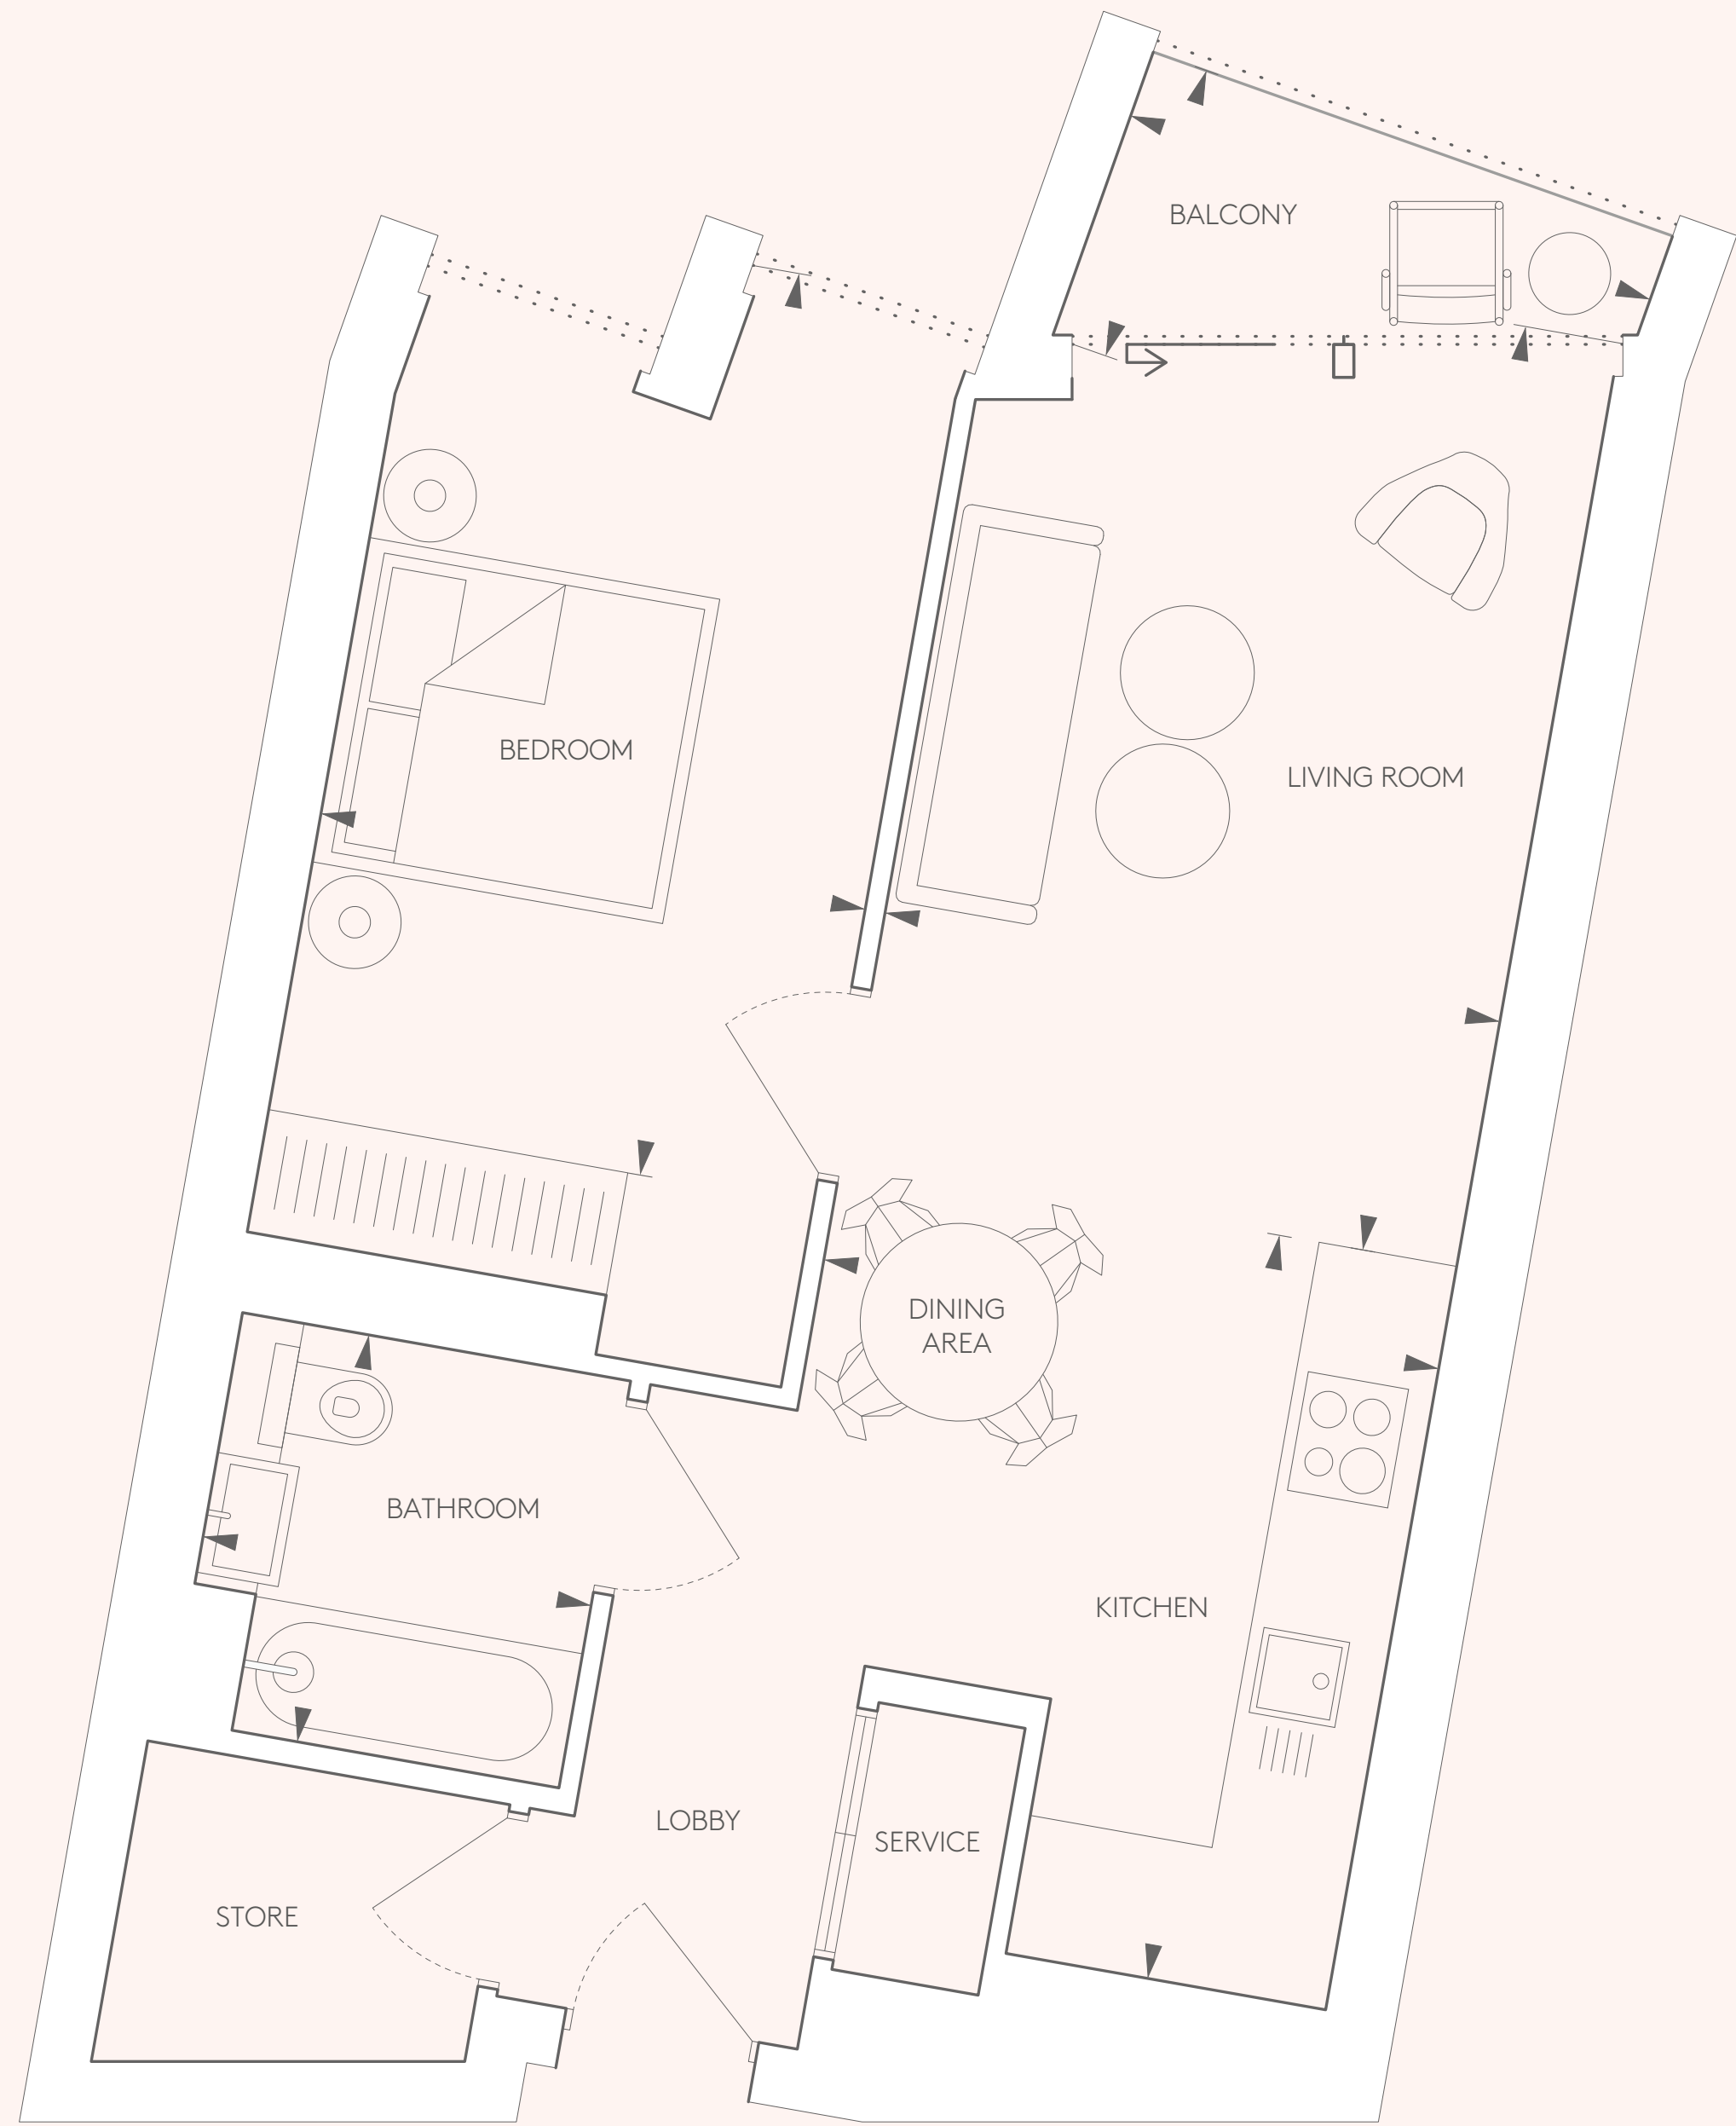 BALCONY
BEDROOM
LIVING ROOM
DINING
AREA
BATHROOM
KITCHEN
LOBBY
SERVICE
STORE